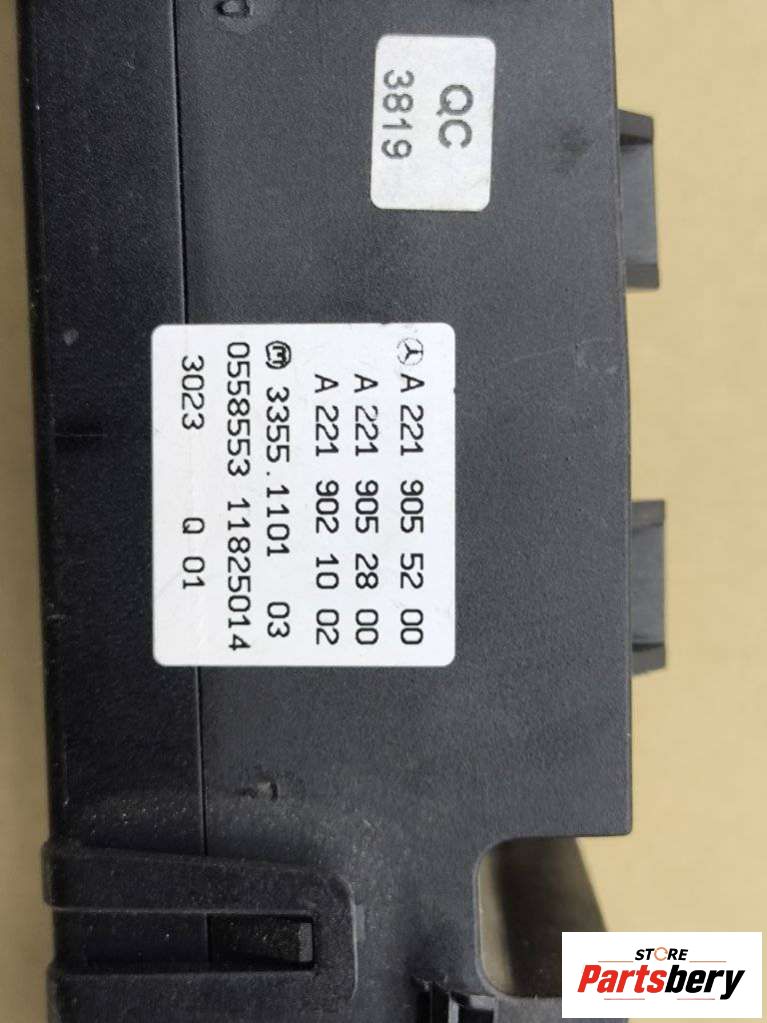 QC
3819
A 221 905 52 00
A 221 905 28 00
A 221 902 10 02
3355.1101 03
0558553 11825014
3023 Q 01
STORE
Partsbery